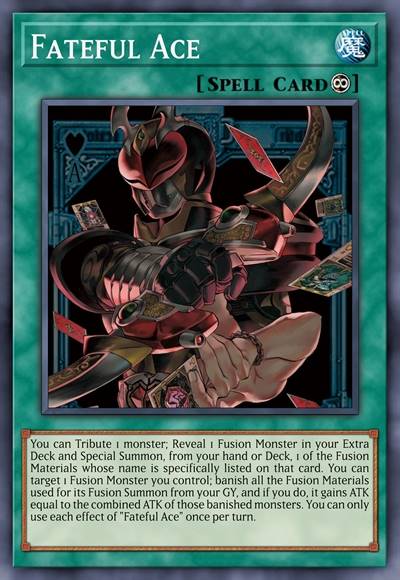 Fateful Ace
魔
[Spell Card]
A
You can Tribute 1 monster; Reveal 1 Fusion Monster in your Extra
Deck and Special Summon, from your hand or Deck, 1 of the Fusion
Materials whose name is specifically listed on that card. You can
target 1 Fusion Monster you control; banish all the Fusion Materials
used for its Fusion Summon from your GY, and if you do, it gains ATK
equal to the combined ATK of those banished monsters. You can only
use each effect of "Fateful Ace" once per turn.